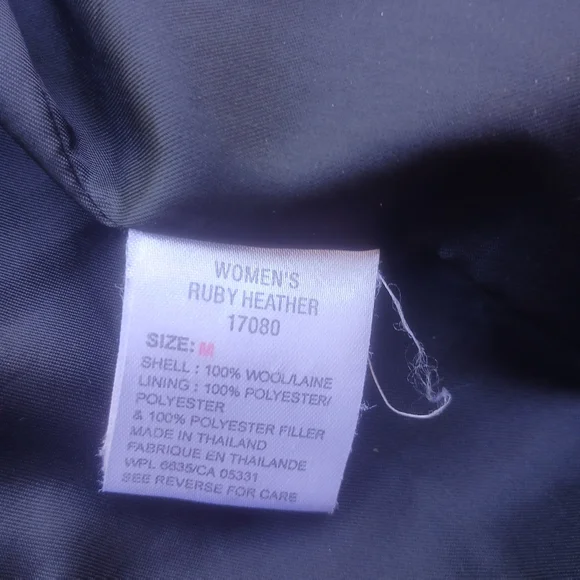 WOMEN'S
RUBY HEATHER
17080
SIZE: M
SHELL : 100% WOOL/LAINE
LINING : 100% POLYESTER/
POLYESTER
& 100% POLYESTER FILLER
MADE IN THAILAND
FABRIQUE EN THAILANDE
WPL 6635/CA 05331
SEE REVERSE FOR CARE